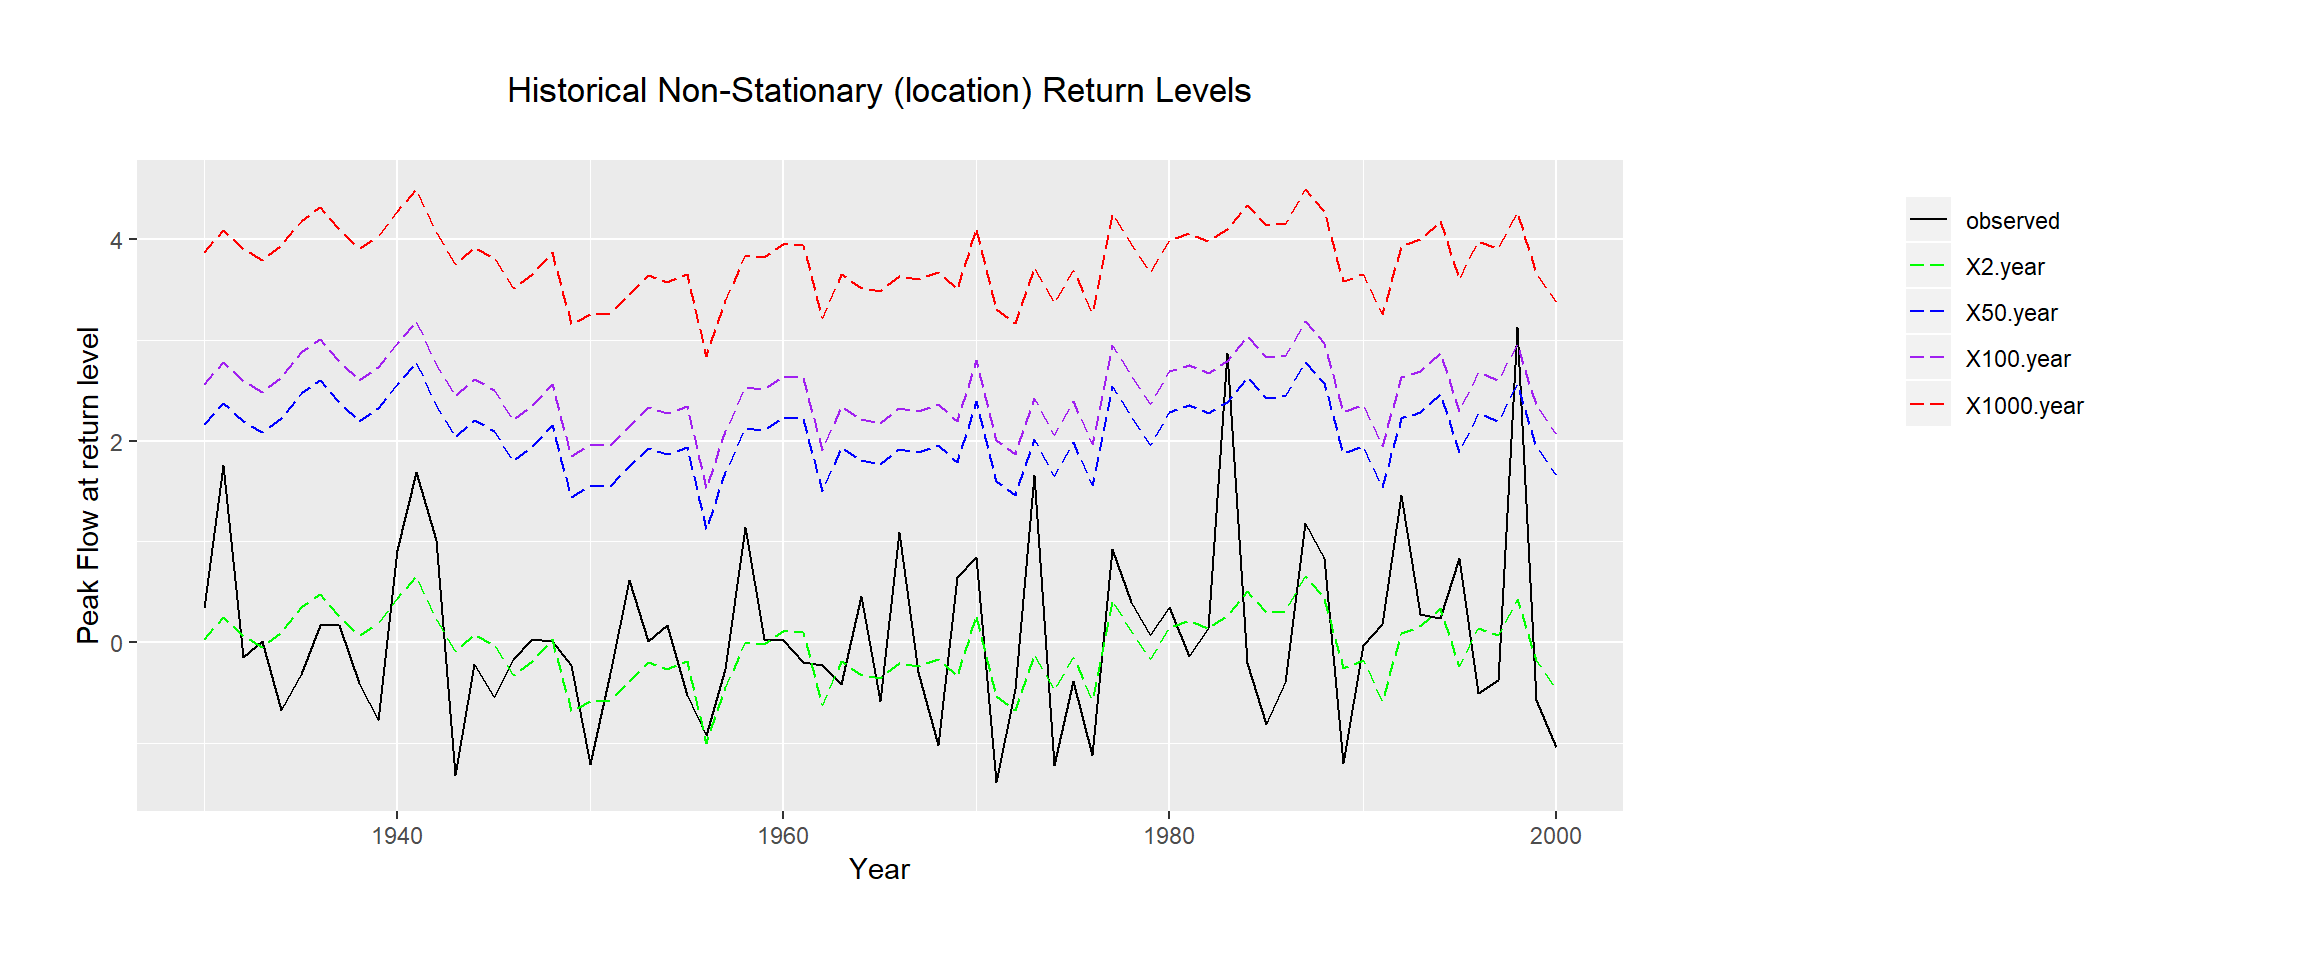 Historical Non-Stationary (location) Return Levels
Peak Flow at return level
4
2
0
1940
1960
1980
2000
Year
observed
X2.year
X50.year
X100.year
X1000.year